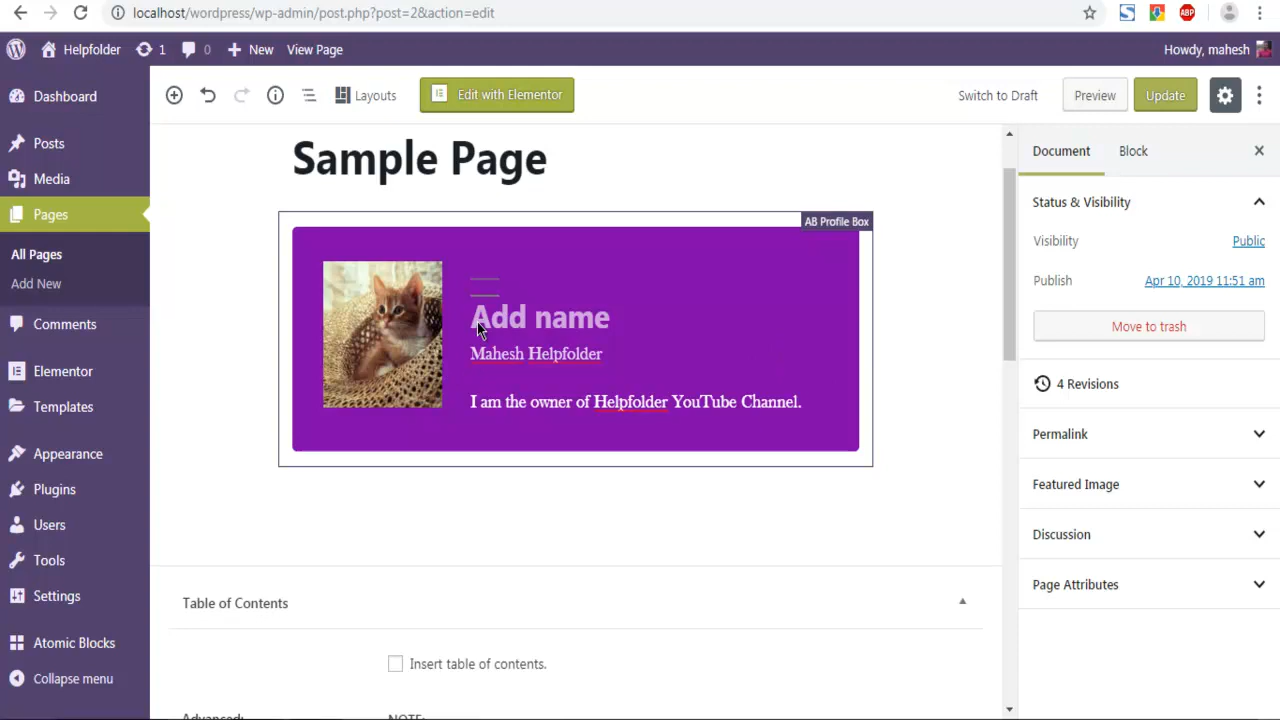 localhost/wordpress/wp-admin/post.php?post=2&action=edit
ABP
Helpfolder
1
0
New
View Page
Howdy, mahesh
Dashboard
Posts
Media
Pages
All Pages
Add New
Comments
Elementor
Templates
Appearance
Plugins
Users
Tools
Settings
Atomic Blocks
Collapse menu
Layouts
Edit with Elementor
Switch to Draft
Preview
Update
Sample Page
AB Profile Box
Add name
Mahesh Helpfolder
I am the owner of Helpfolder YouTube Channel.
Table of Contents
Insert table of contents.
Advanced:
NOTE:
Document
Block
Status & Visibility
Visibility
Public
Publish
Apr 10, 2019 11:51 am
Move to trash
4 Revisions
Permalink
Featured Image
Discussion
Page Attributes